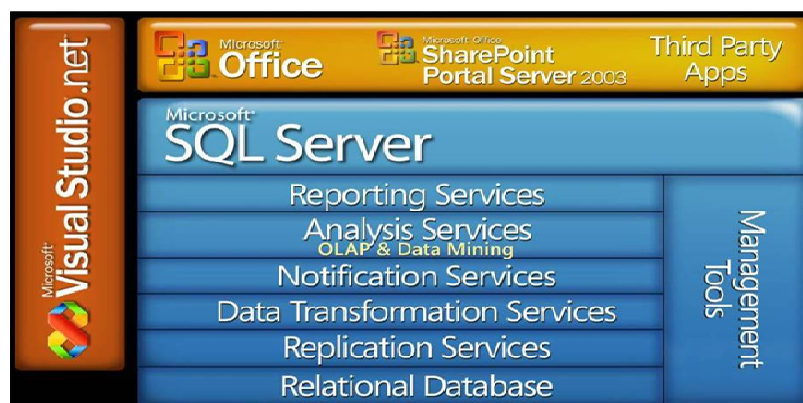 Microsoft
Visual Studio.net
Microsoft
Office
Microsoft Office
SharePoint
Portal Server 2003
Third Party
Apps
Microsoft
SQL Server
Reporting Services
Analysis Services
OLAP & Data Mining
Notification Services
Data Transformation Services
Replication Services
Relational Database
Management
Tools